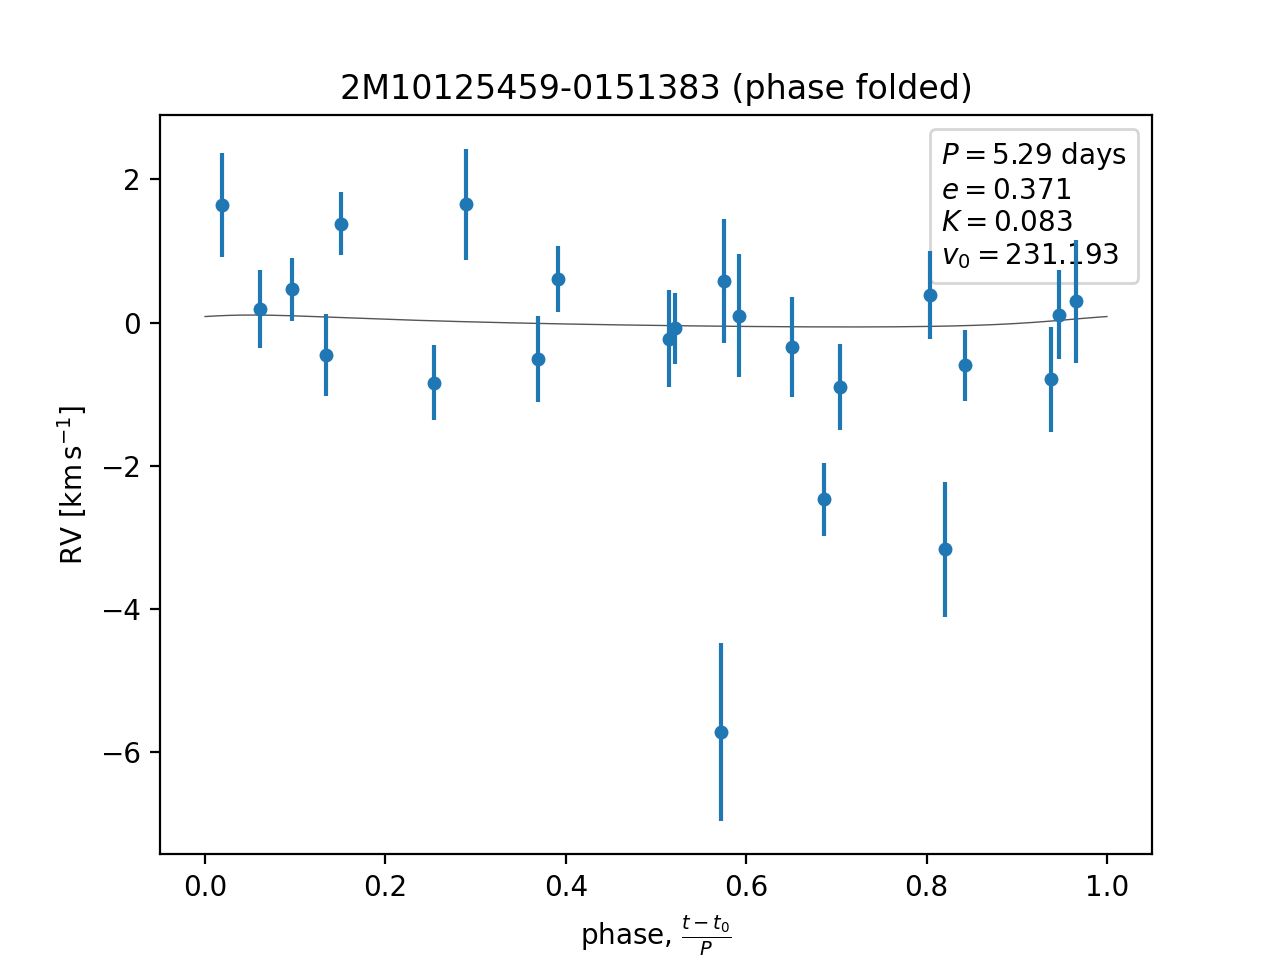 2M10125459-0151383 (phase folded)
P = 5.29 days
e = 0.371
K = 0.083
v₀ = 231.193
2
0
−2
−4
−6
RV [km s⁻¹]
0.0 0.2 0.4 0.6 0.8 1.0
phase, (t − t₀)/P